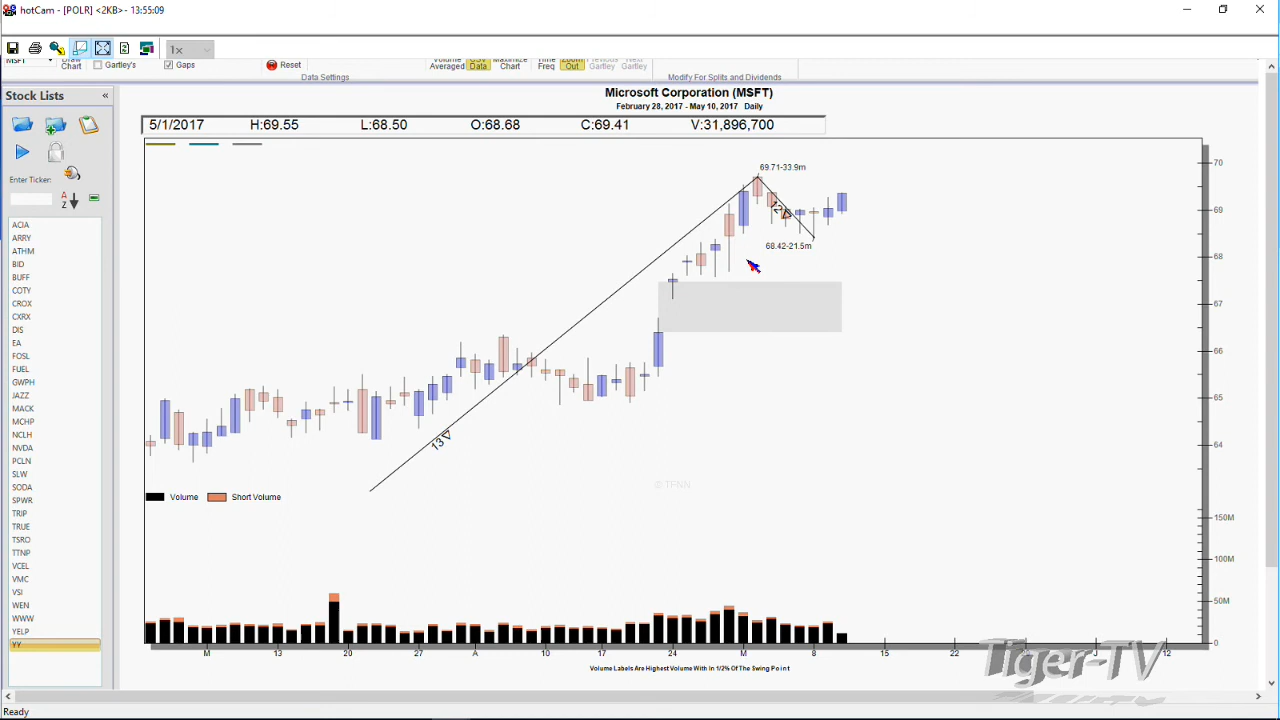 hotCam - [POLR] <2KB> - 13:55:09
1x
MSFT Draw Volume CSV Maximize Time Zoom Previous Next
Chart Gartley's Gaps Reset Averaged Data Chart Freq Out Gartley Gartley
Data Settings Modify For Splits and Dividends
Stock Lists «
Microsoft Corporation (MSFT)
February 28, 2017 - May 10, 2017 Daily
5/1/2017 H:69.55 L:68.50 O:68.68 C:69.41 V:31,896,700
Enter Ticker:
A
Z
ACIA
ARRY
ATHM
BID
BUFF
COTY
CROX
CXRX
DIS
EA
FOSL
FUEL
GWPH
JAZZ
MACK
MCHP
NCLH
NVDA
PCLN
SLW
SODA
SPWR
TRIP
TRUE
TSRO
TTNP
VCEL
VMC
VSI
WEN
WWW
YELP
YY
69.71-33.9m
68.42-21.5m
13
© TFNN
70
69
68
67
66
65
64
Volume Short Volume
150M
100M
50M
0
M 13 20 27 A 10 17 24 M 8 15 22 J 12
Volume Labels Are Highest Volume With In 1/2% Of The Swing Point
Tiger-TV
Ready